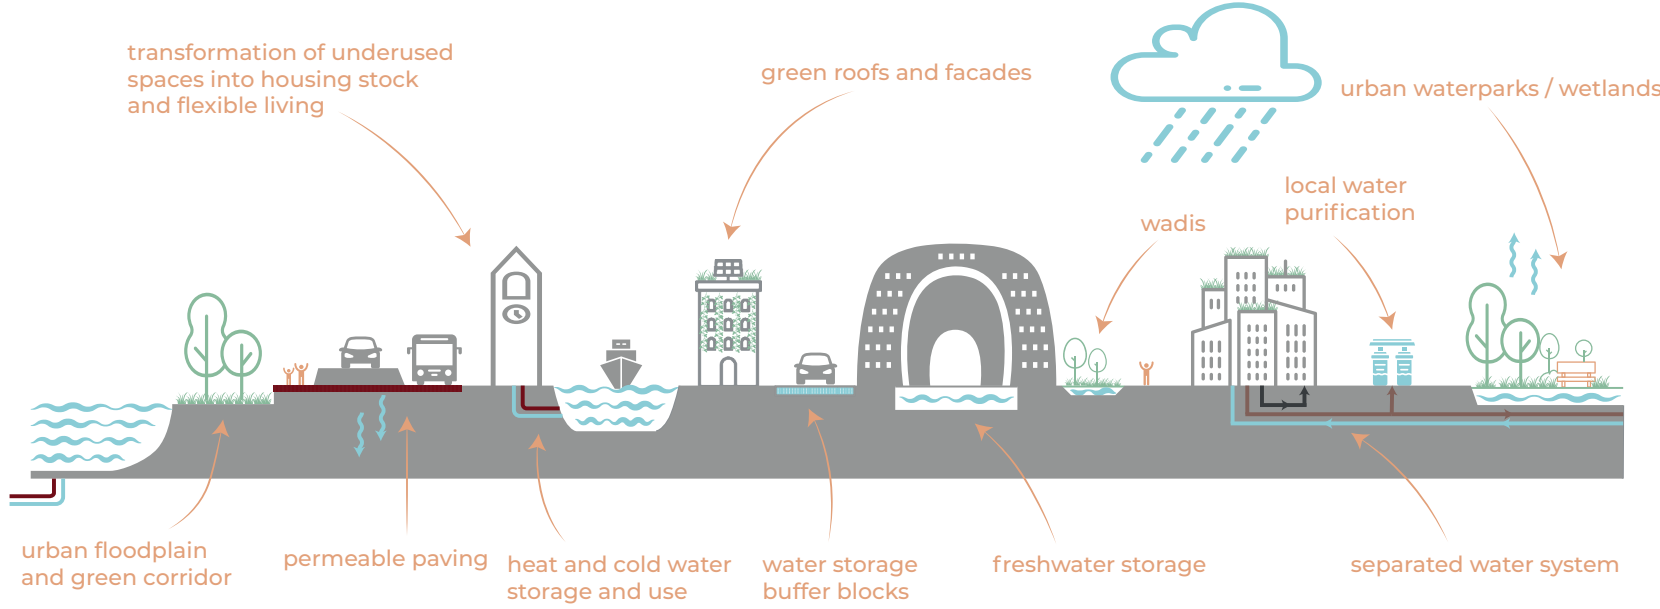 transformation of underused
spaces into housing stock
and flexible living
green roofs and facades
urban waterparks / wetlands
local water
purification
wadis
urban floodplain
and green corridor
permeable paving
heat and cold water
storage and use
water storage
buffer blocks
freshwater storage
separated water system